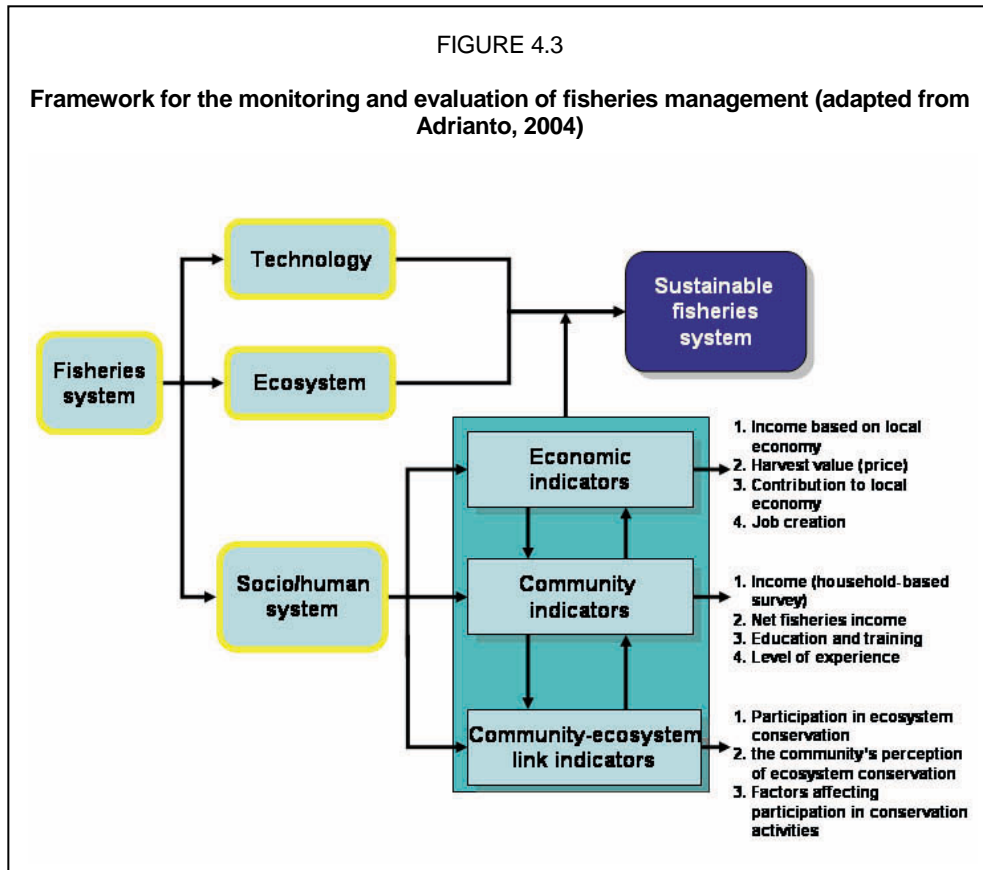 FIGURE 4.3
Framework for the monitoring and evaluation of fisheries management (adapted from
Adrianto, 2004)
Technology
Sustainable
fisheries
system
Fisheries
system
Ecosystem
Economic
indicators
1. Income based on local
economy
2. Harvest value (price)
3. Contribution to local
economy
4. Job creation
Socio/human
system
Community
indicators
1. Income (household-based
survey)
2. Net fisheries income
3. Education and training
4. Level of experience
Community-ecosystem
link indicators
1. Participation in ecosystem
conservation
2. the community's perception
of ecosystem conservation
3. Factors affecting
participation in conservation
activities